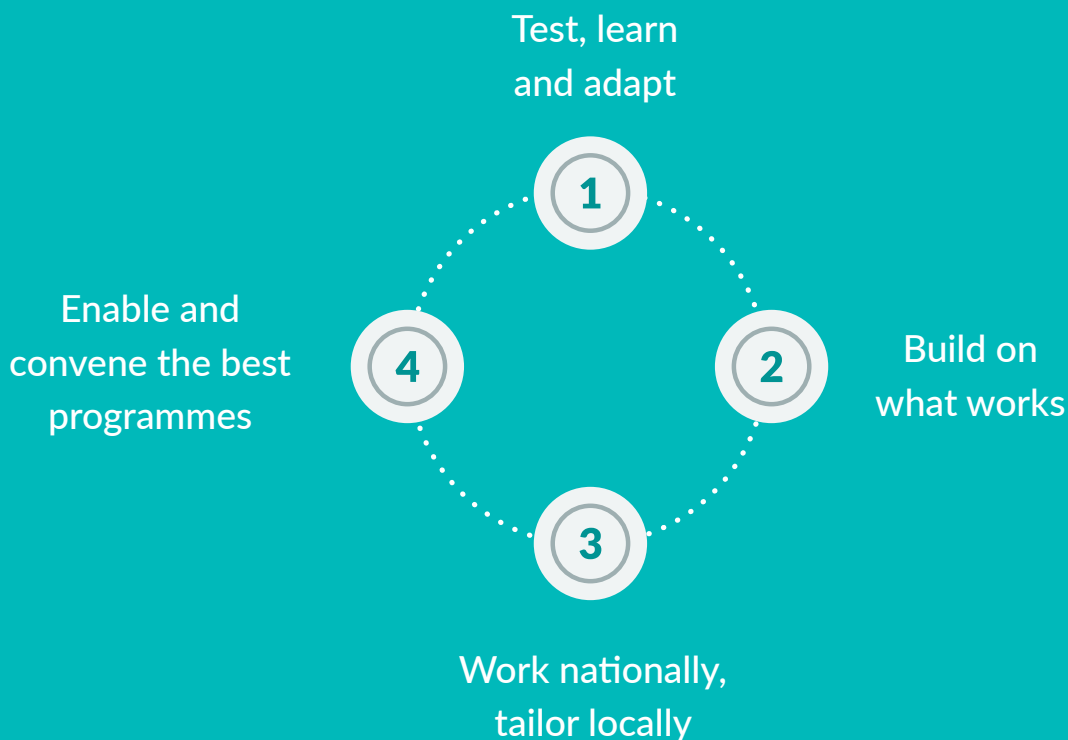 Test, learn
and adapt
1
Enable and
convene the best
programmes
4
2
Build on
what works
3
Work nationally,
tailor locally